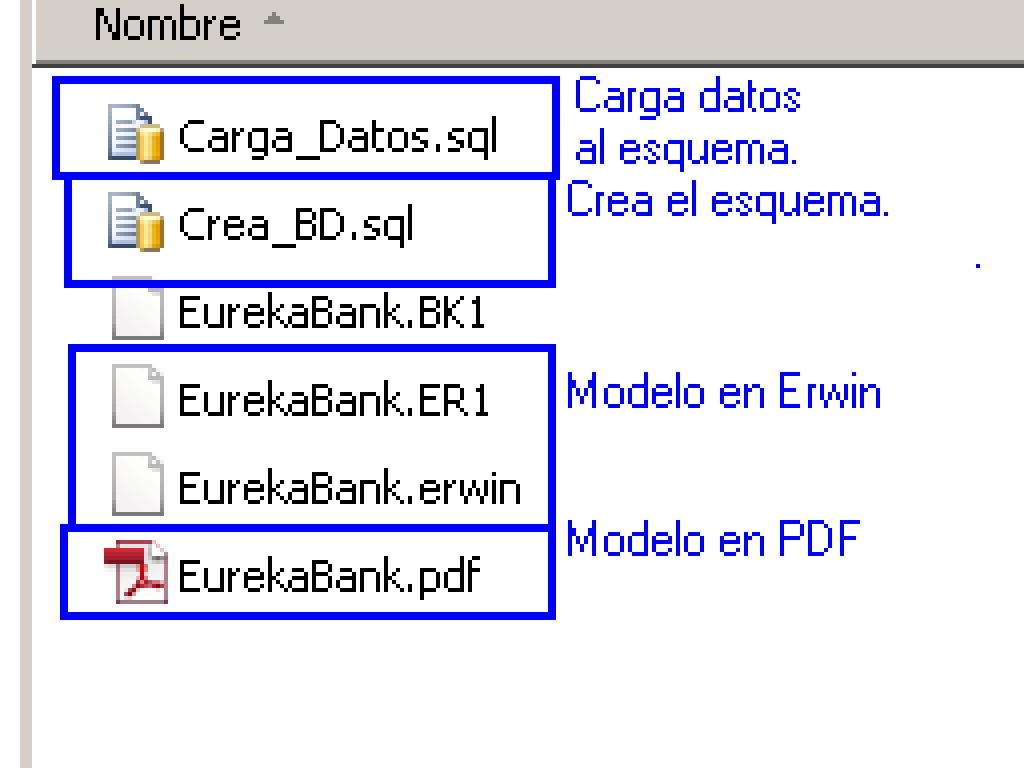 Nombre
Carga_Datos.sql
Carga datos
al esquema.
Crea_BD.sql
Crea el esquema.
EurekaBank.BK1
EurekaBank.ER1
Modelo en Erwin
EurekaBank.erwin
EurekaBank.pdf
Modelo en PDF